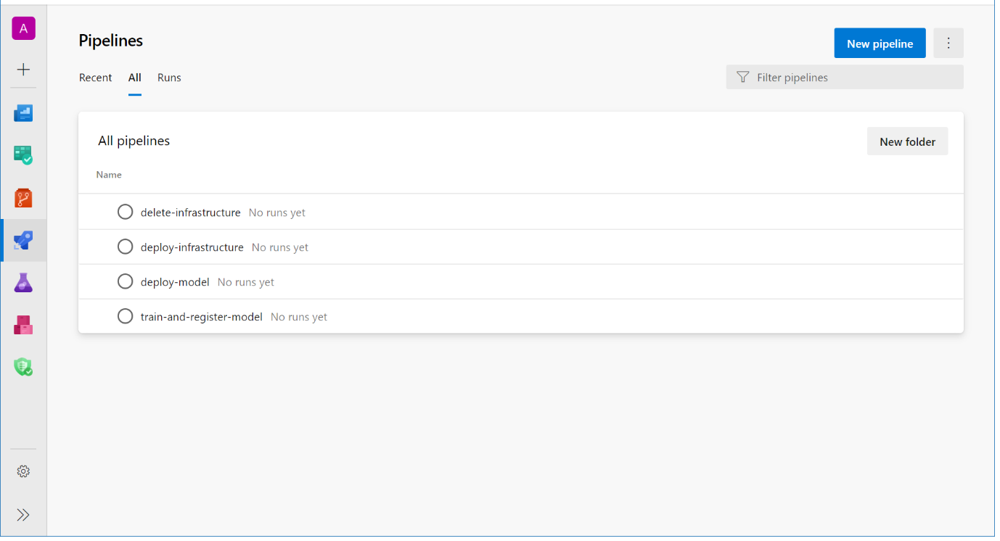 A
Pipelines
New pipeline
Recent All Runs
Filter pipelines
All pipelines
New folder
Name
delete-infrastructure No runs yet
deploy-infrastructure No runs yet
deploy-model No runs yet
train-and-register-model No runs yet